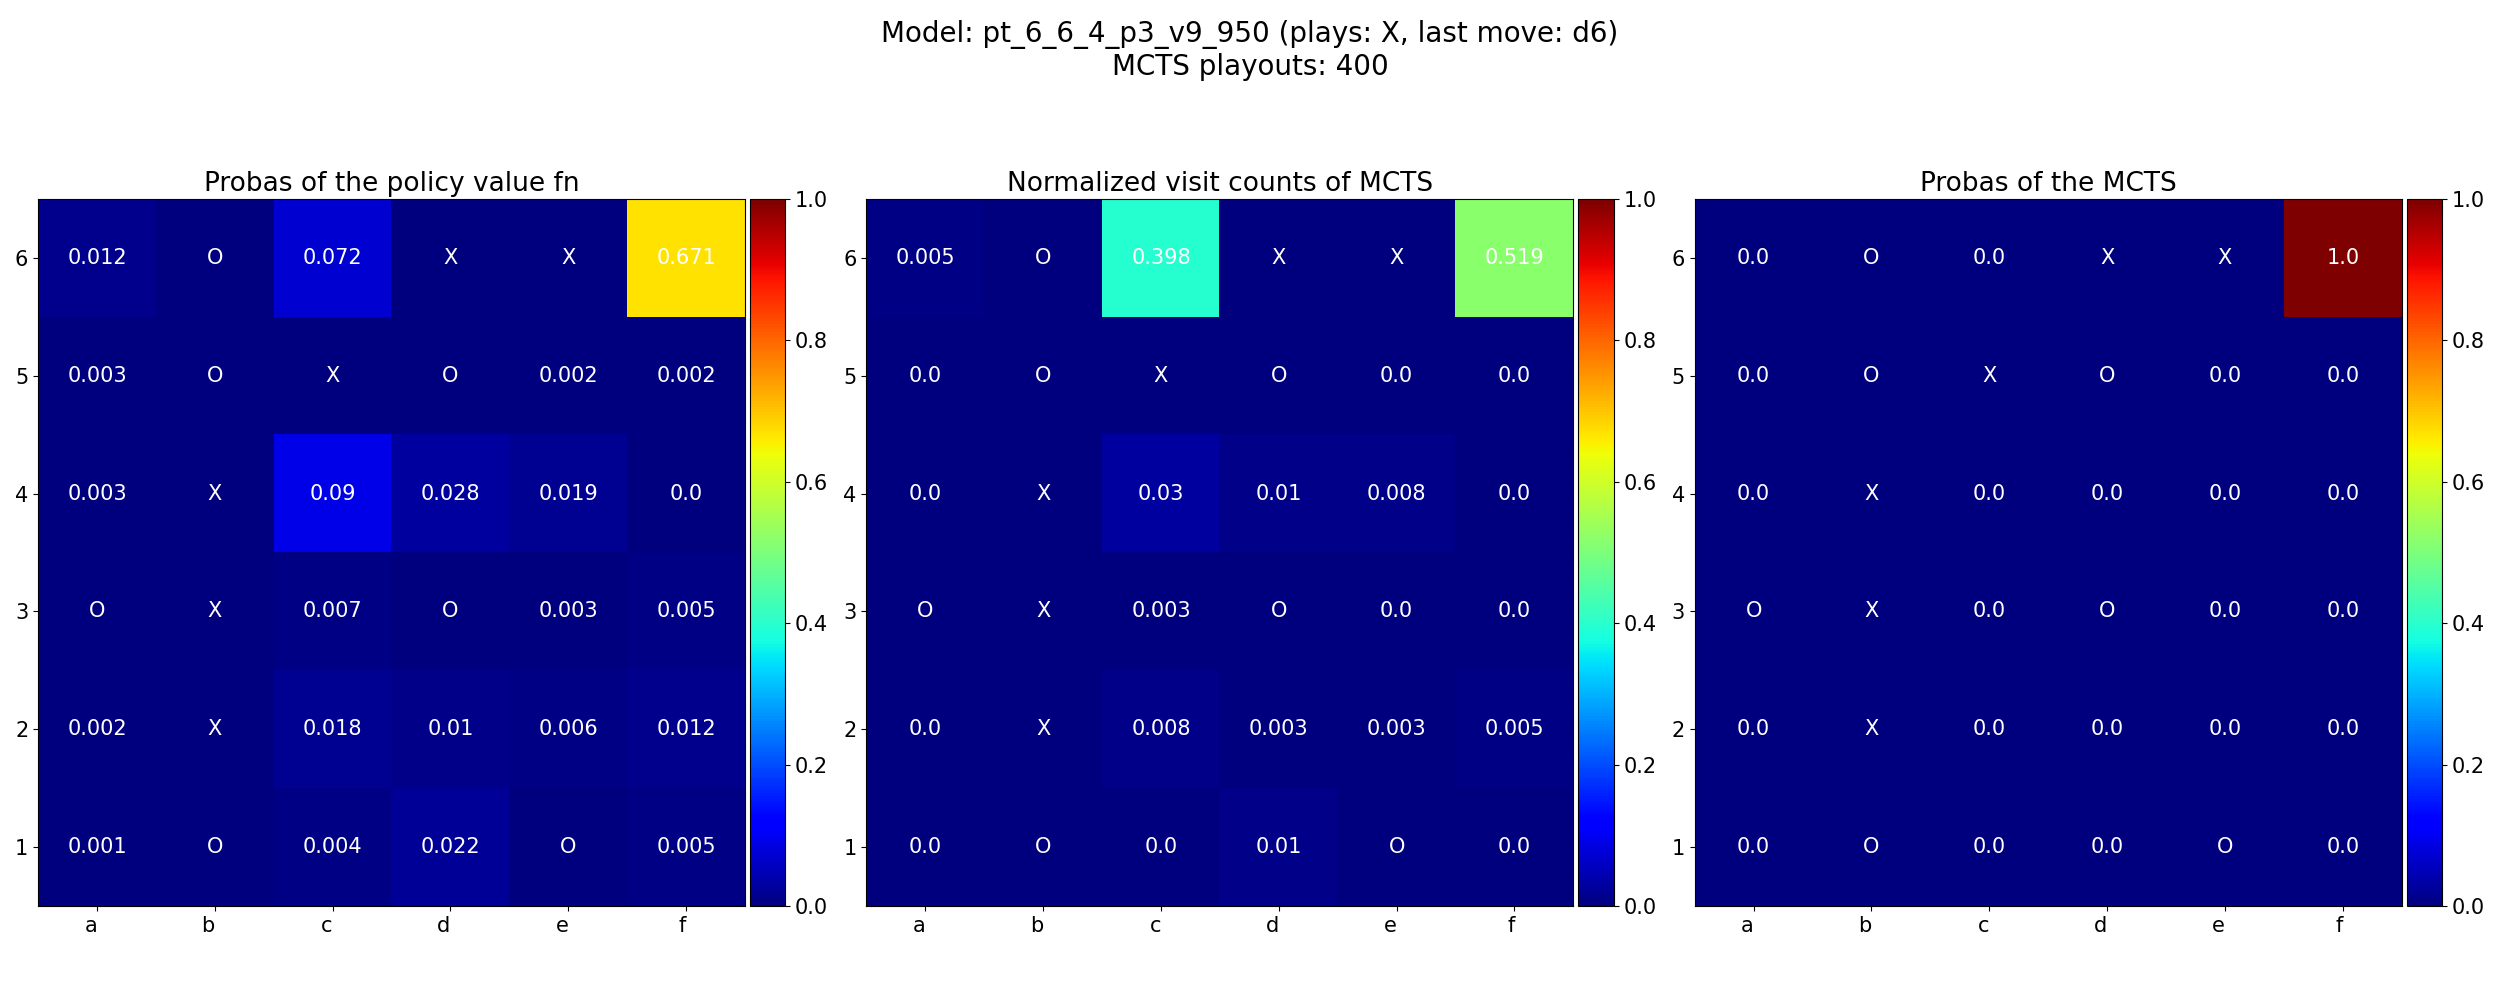 Model: pt_6_6_4_p3_v9_950 (plays: X, last move: d6)
MCTS playouts: 400
Probas of the policy value fn
6 0.012 O 0.072 X X 0.671
5 0.003 O X O 0.002 0.002
4 0.003 X 0.09 0.028 0.019 0.0
3 O X 0.007 O 0.003 0.005
2 0.002 X 0.018 0.01 0.006 0.012
1 0.001 O 0.004 0.022 O 0.005
a b c d e f
1.0
0.8
0.6
0.4
0.2
0.0
Normalized visit counts of MCTS
6 0.005 O 0.398 X X 0.519
5 0.0 O X O 0.0 0.0
4 0.0 X 0.03 0.01 0.008 0.0
3 O X 0.003 O 0.0 0.0
2 0.0 X 0.008 0.003 0.003 0.005
1 0.0 O 0.0 0.01 O 0.0
a b c d e f
1.0
0.8
0.6
0.4
0.2
0.0
Probas of the MCTS
6 0.0 O 0.0 X X 1.0
5 0.0 O X O 0.0 0.0
4 0.0 X 0.0 0.0 0.0 0.0
3 O X 0.0 O 0.0 0.0
2 0.0 X 0.0 0.0 0.0 0.0
1 0.0 O 0.0 0.0 O 0.0
a b c d e f
1.0
0.8
0.6
0.4
0.2
0.0